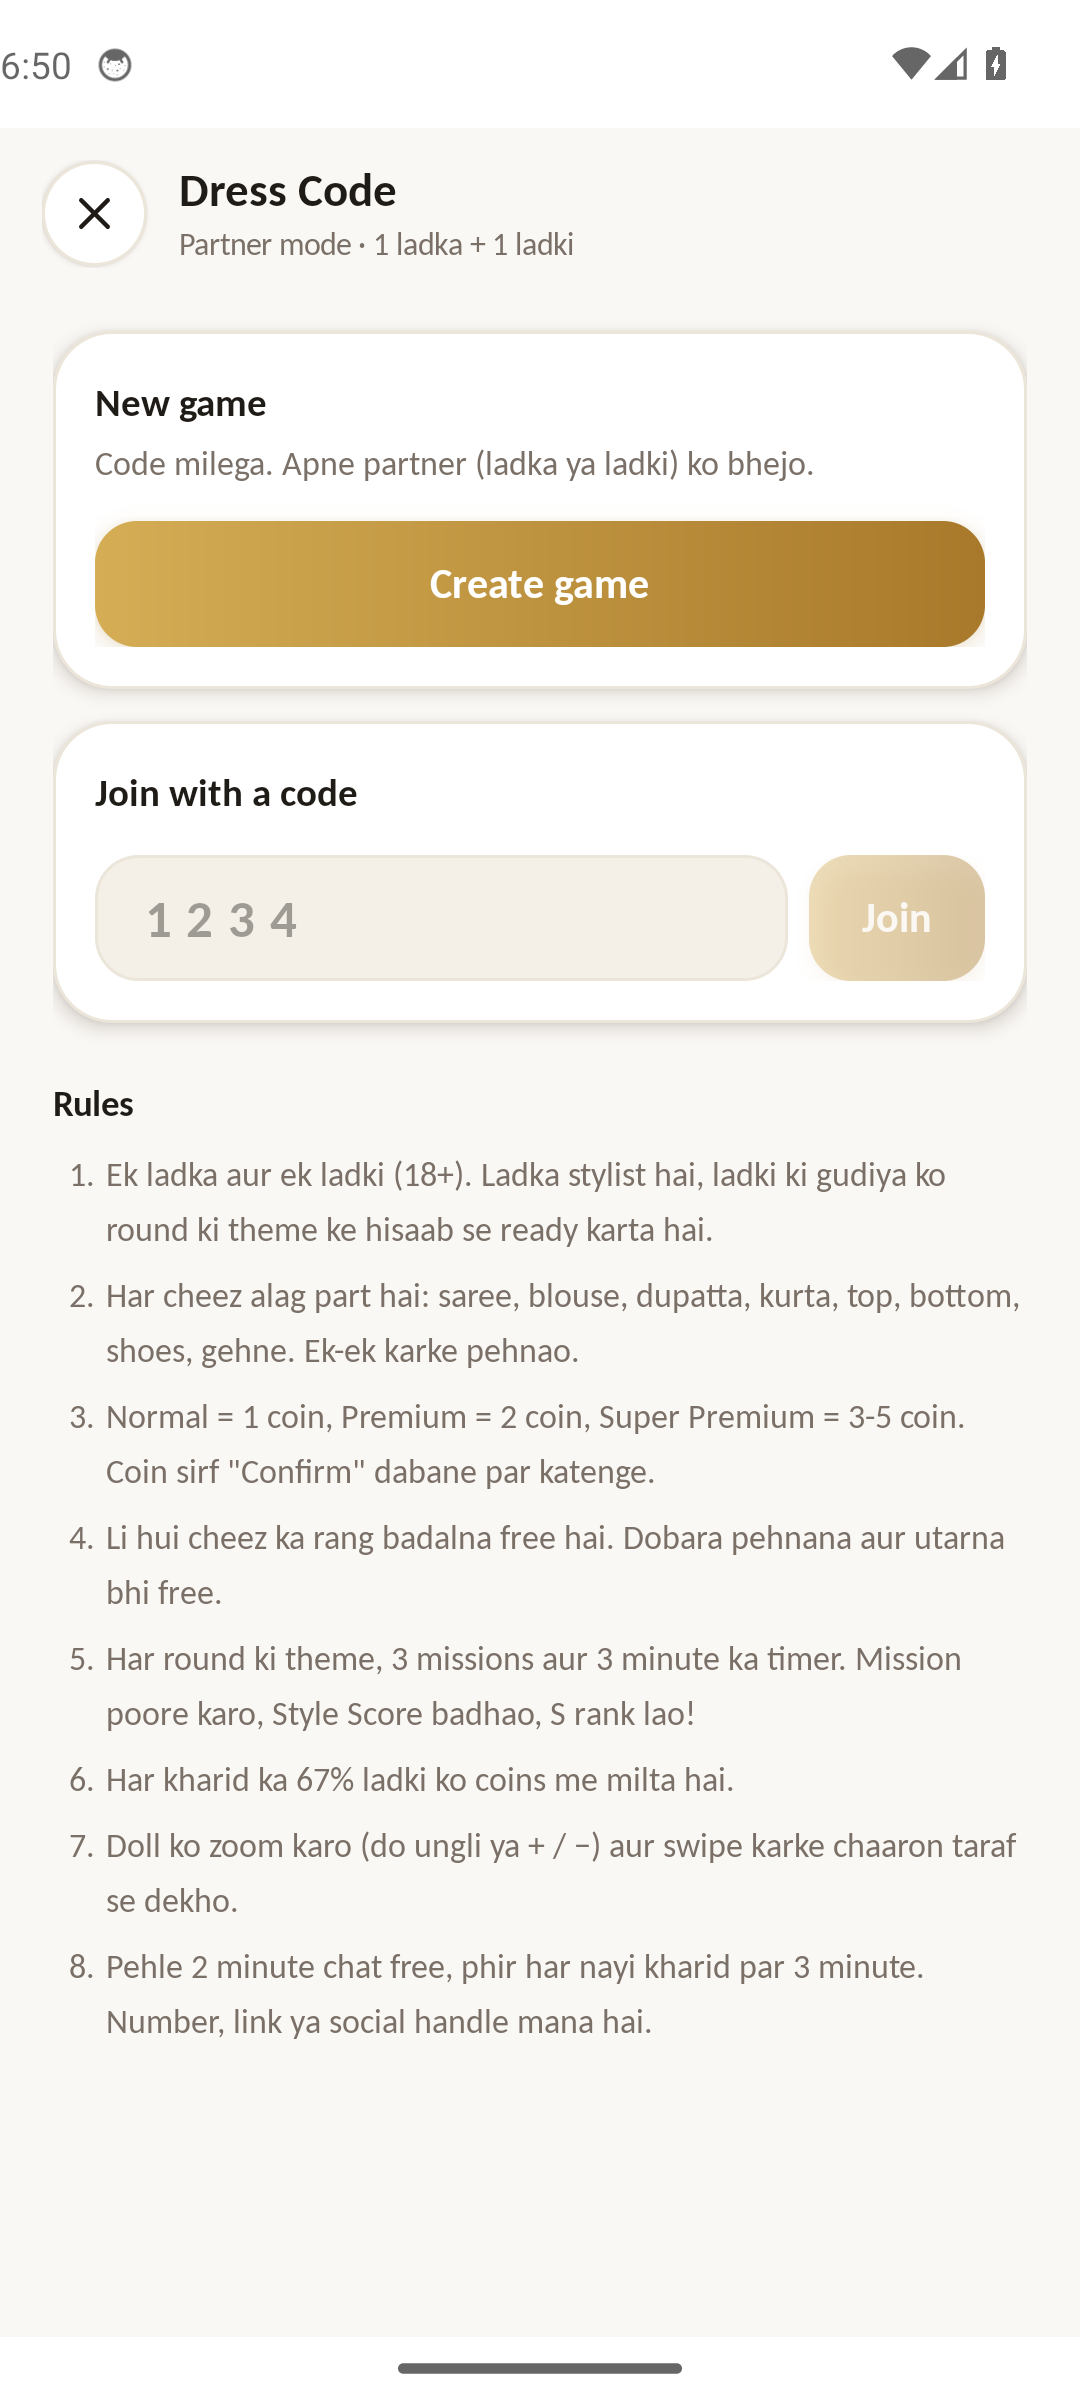 6:50
Dress Code
Partner mode · 1 ladka + 1 ladki
New game
Code milega. Apne partner (ladka ya ladki) ko bhejo.
Create game
Join with a code
1 2 3 4
Join
Rules
1. Ek ladka aur ek ladki (18+). Ladka stylist hai, ladki ki gudiya ko
round ki theme ke hisaab se ready karta hai.
2. Har cheez alag part hai: saree, blouse, dupatta, kurta, top, bottom,
shoes, gehne. Ek-ek karke pehnao.
3. Normal = 1 coin, Premium = 2 coin, Super Premium = 3-5 coin.
Coin sirf "Confirm" dabane par katenge.
4. Li hui cheez ka rang badalna free hai. Dobara pehnana aur utarna
bhi free.
5. Har round ki theme, 3 missions aur 3 minute ka timer. Mission
poore karo, Style Score badhao, S rank lao!
6. Har kharid ka 67% ladki ko coins me milta hai.
7. Doll ko zoom karo (do ungli ya + / −) aur swipe karke chaaron taraf
se dekho.
8. Pehle 2 minute chat free, phir har nayi kharid par 3 minute.
Number, link ya social handle mana hai.